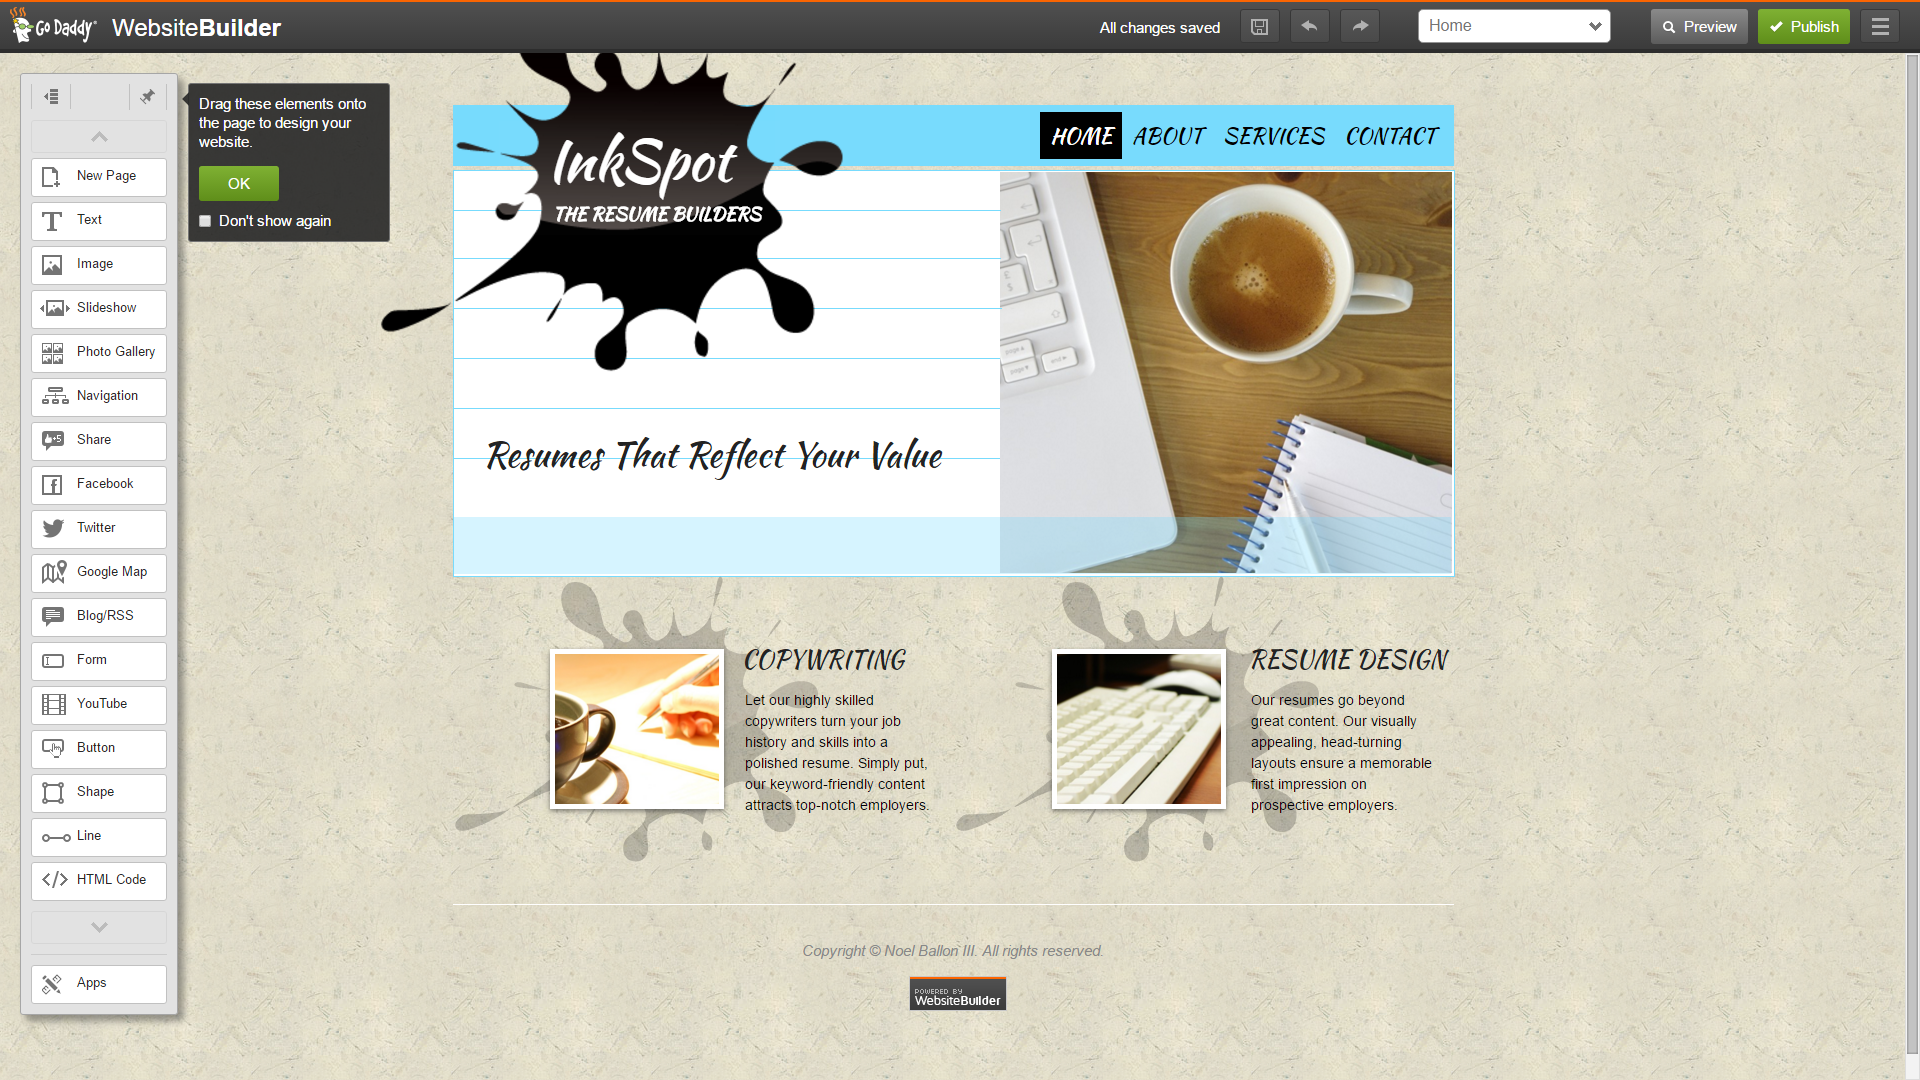 Go Daddy WebsiteBuilder
All changes saved
Home
Preview
Publish
Drag these elements onto
the page to design your
website.
OK
Don't show again
New Page
Text
Image
Slideshow
Photo Gallery
Navigation
Share
Facebook
Twitter
Google Map
Blog/RSS
Form
YouTube
Button
Shape
Line
HTML Code
Apps
InkSpot
THE RESUME BUILDERS
HOME ABOUT SERVICES CONTACT
Resumes That Reflect Your Value
COPYWRITING
Let our highly skilled
copywriters turn your job
history and skills into a
polished resume. Simply put,
our keyword-friendly content
attracts top-notch employers.
RESUME DESIGN
Our resumes go beyond
great content. Our visually
appealing, head-turning
layouts ensure a memorable
first impression on
prospective employers.
Copyright © Noel Ballon III. All rights reserved.
POWERED BY
WebsiteBuilder